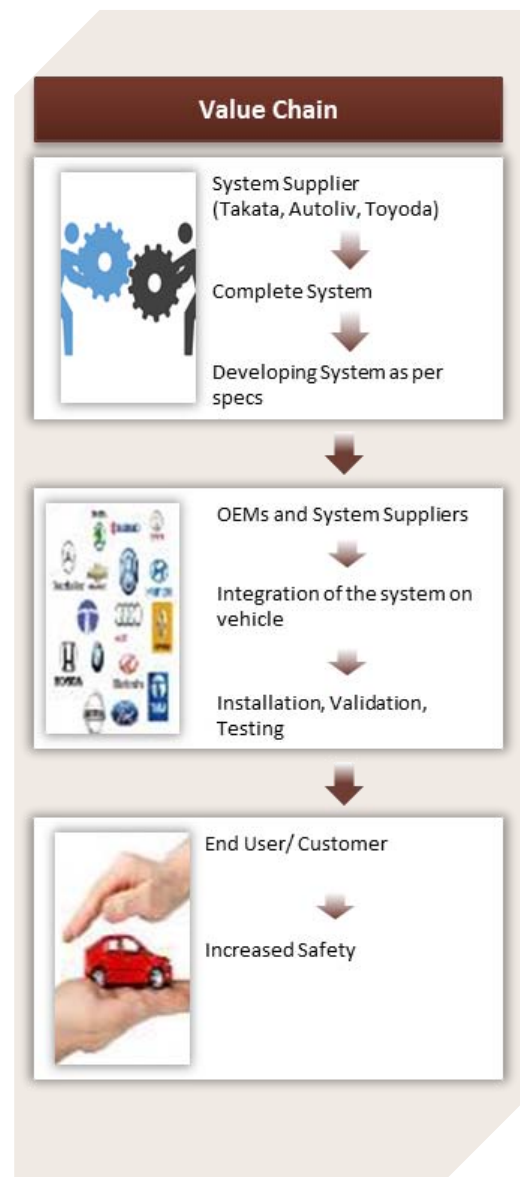 Value Chain
System Supplier
(Takata, Autoliv, Toyoda)
Complete System
Developing System as per
specs
OEMs and System Suppliers
Integration of the system on
vehicle
Installation, Validation,
Testing
End User/ Customer
Increased Safety